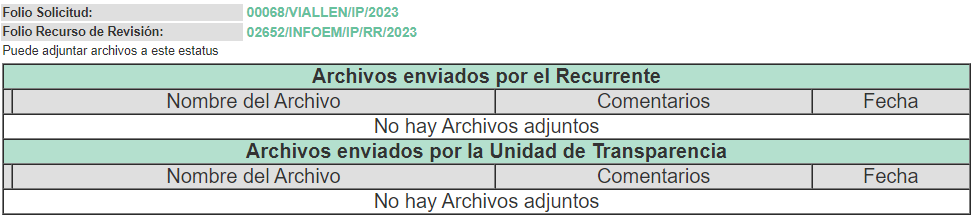 Folio Solicitud: 00068/VIALLEN/IP/2023
Folio Recurso de Revisión: 02652/INFOEM/IP/RR/2023
Puede adjuntar archivos a este estatus
Archivos enviados por el Recurrente
Nombre del Archivo Comentarios Fecha
No hay Archivos adjuntos
Archivos enviados por la Unidad de Transparencia
Nombre del Archivo Comentarios Fecha
No hay Archivos adjuntos